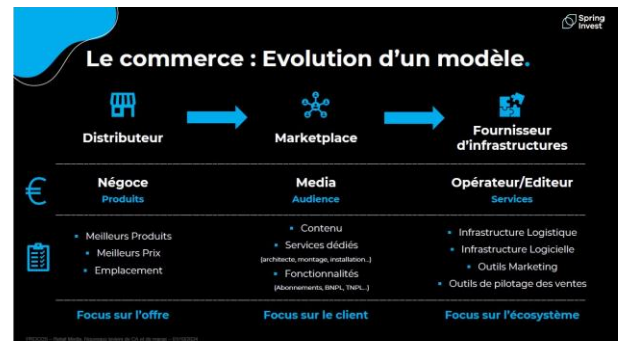 Spring
Invest
Le commerce : Evolution d'un modèle.
Distributeur
Marketplace
Fournisseur
d'infrastructures
€
Négoce
Produits
Media
Audience
Opérateur/Editeur
Services
Meilleurs Produits
Meilleurs Prix
Emplacement
Contenu
Services dédiés
(architecte, montage, installation...)
Fonctionnalités
(Abonnements, BNPL, TNPL..)
Infrastructure Logistique
Infrastructure Logicielle
Outils Marketing
Outils de pilotage des ventes
Focus sur l'offre
Focus sur le client
Focus sur l'écosystème